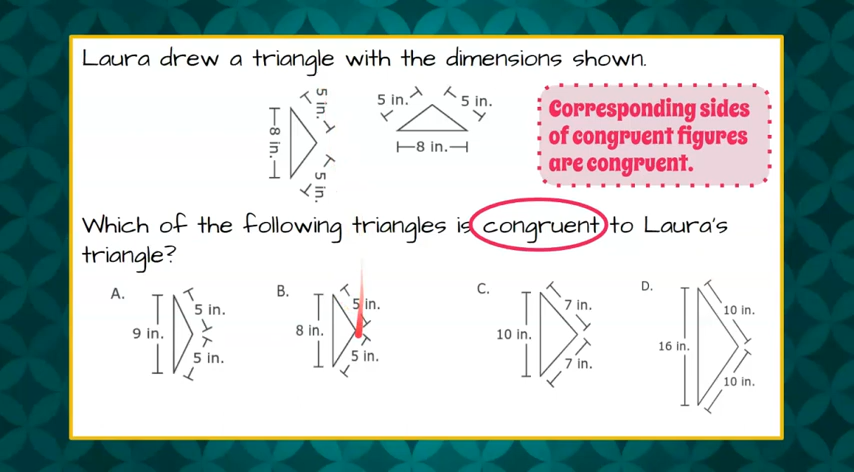 Laura drew a triangle with the dimensions shown.
5 in.
8 in.
5 in.
5 in.
5 in.
8 in.
Corresponding sides
of congruent figures
are congruent.
Which of the following triangles is congruent to Laura's
triangle?
A.
9 in.
5 in.
5 in.
B.
8 in.
5 in.
5 in.
C.
10 in.
7 in.
7 in.
D.
16 in.
10 in.
10 in.